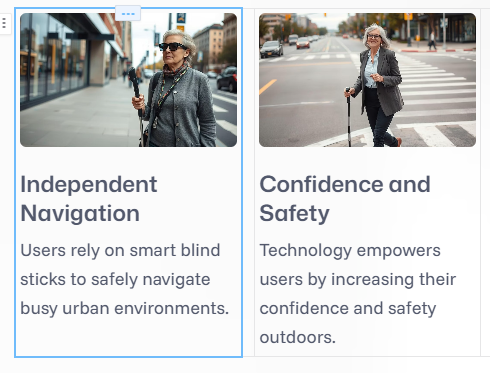 Independent
Navigation
Users rely on smart blind
sticks to safely navigate
busy urban environments.
Confidence and
Safety
Technology empowers
users by increasing their
confidence and safety
outdoors.